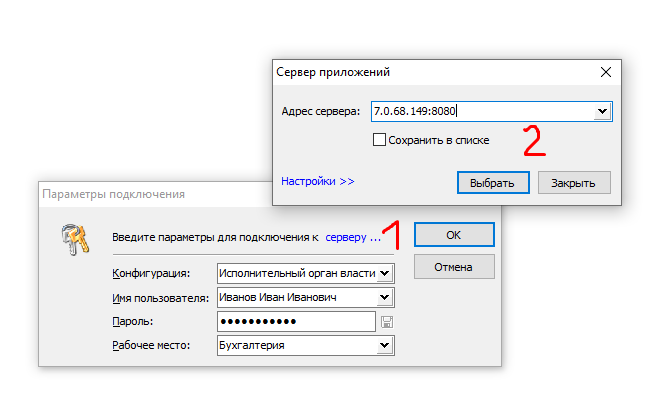 Сервер приложений
Адрес сервера: 7.0.68.149:8080
Сохранить в списке
2
Настройки >> Выбрать Закрыть
Параметры подключения
Введите параметры для подключения к серверу ... 1 OK
Отмена
Конфигурация: Исполнительный орган власти
Имя пользователя: Иванов Иван Иванович
Пароль: ●●●●●●●●●●●
Рабочее место: Бухгалтерия